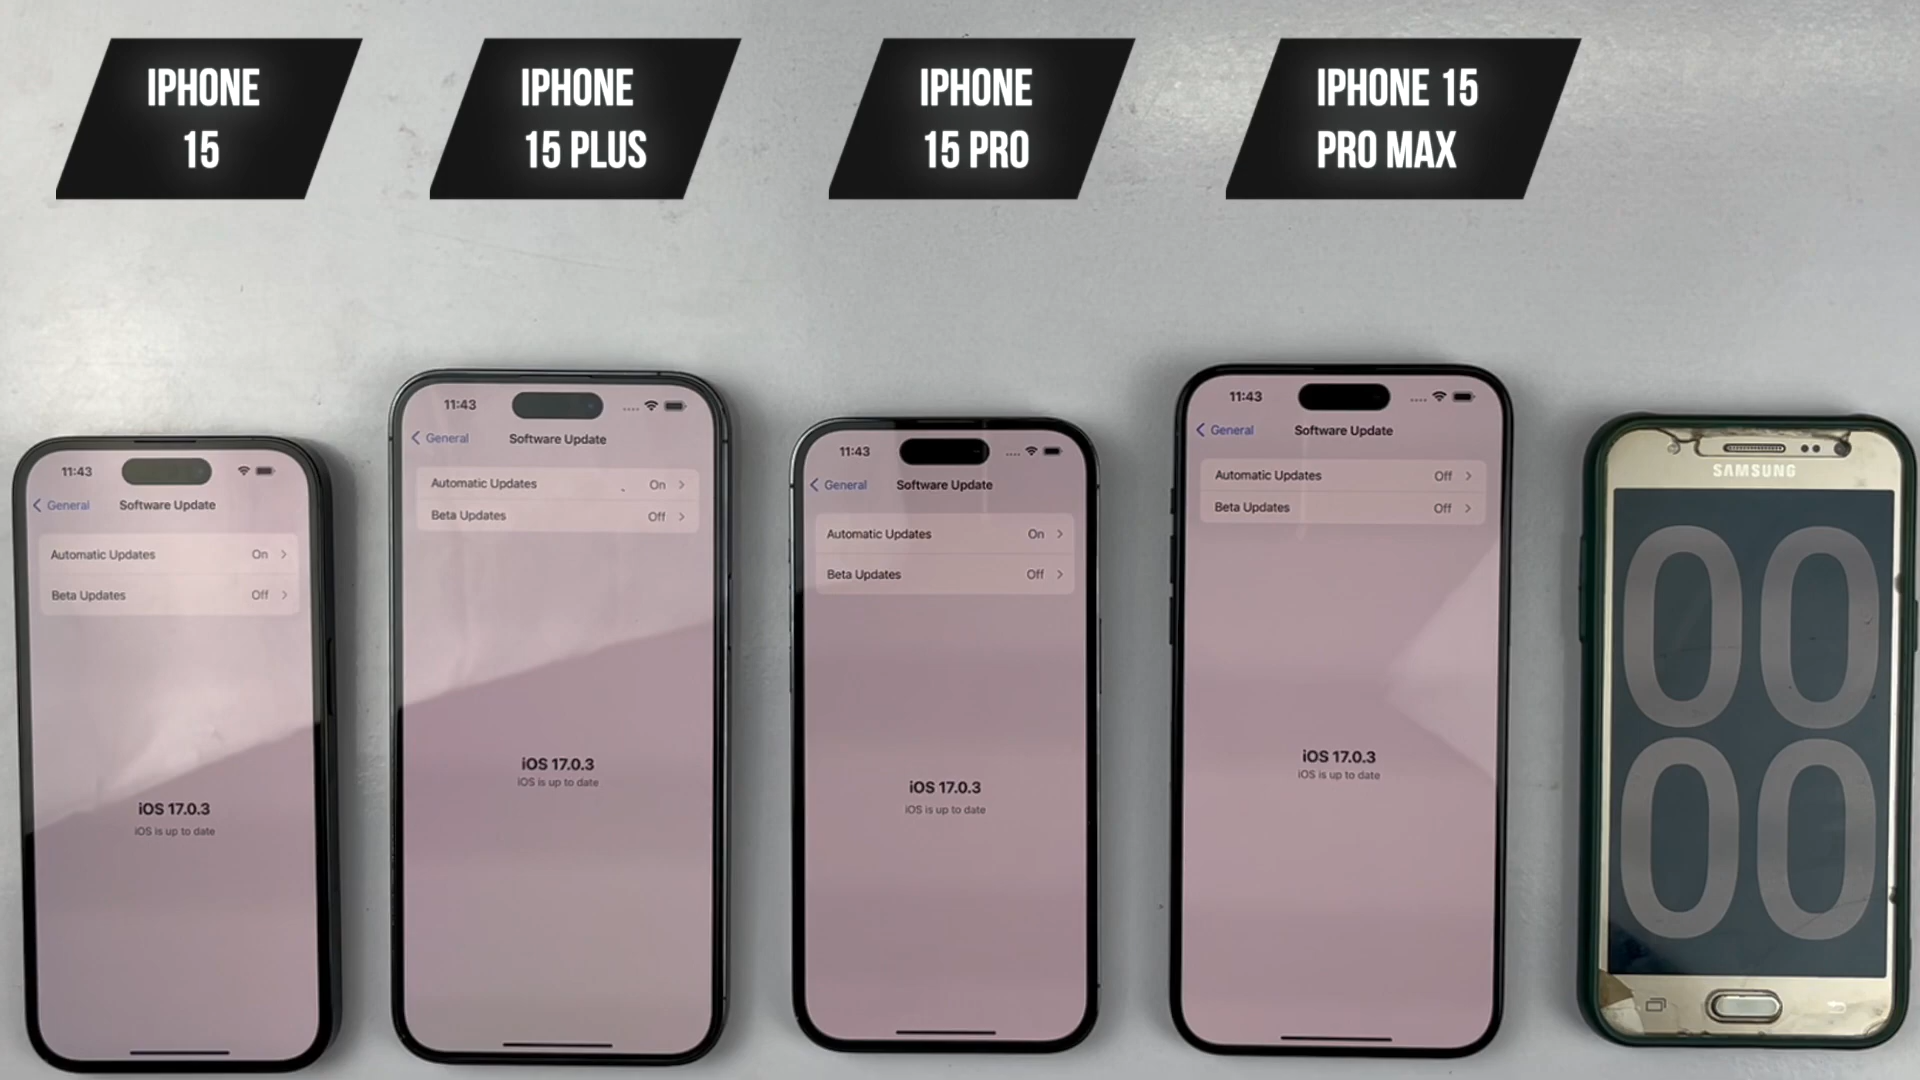 IPHONE
15
IPHONE
15 PLUS
IPHONE
15 PRO
IPHONE 15
PRO MAX
11:43
General
Software Update
Automatic Updates On
Beta Updates Off
iOS 17.0.3
iOS is up to date
11:43
General
Software Update
Automatic Updates On
Beta Updates Off
iOS 17.0.3
iOS is up to date
11:43
General
Software Update
Automatic Updates On
Beta Updates Off
iOS 17.0.3
iOS is up to date
11:43
General
Software Update
Automatic Updates Off
Beta Updates Off
iOS 17.0.3
iOS is up to date
SAMSUNG
00
00